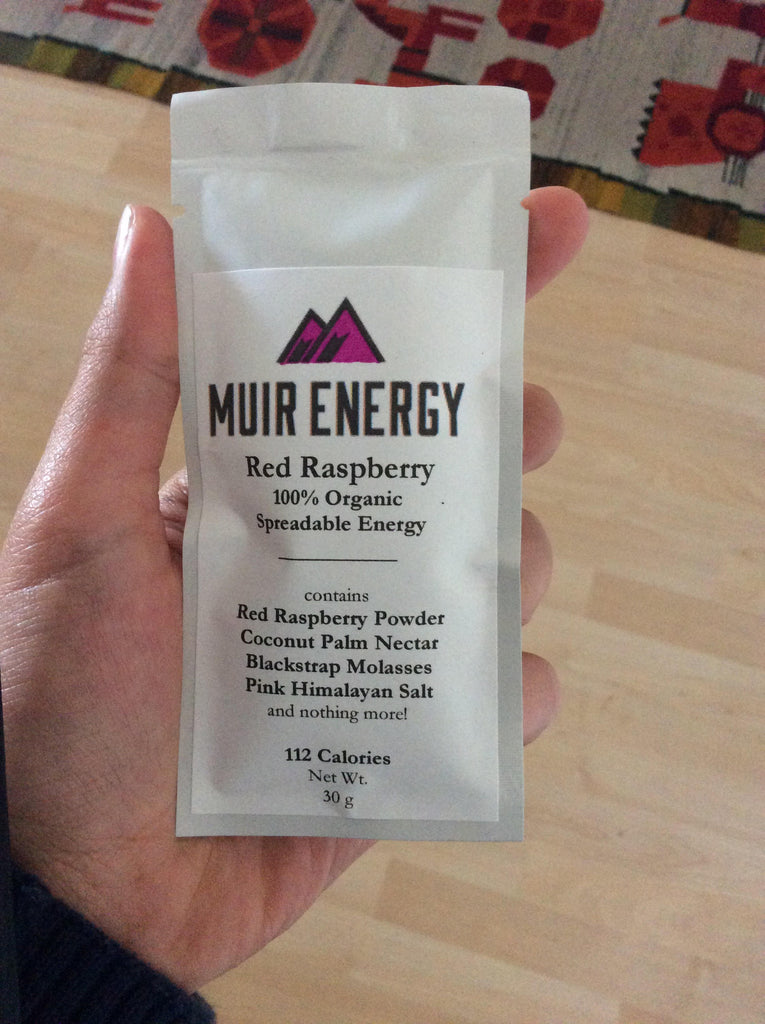 MUIR ENERGY
Red Raspberry
100% Organic
Spreadable Energy
contains
Red Raspberry Powder
Coconut Palm Nectar
Blackstrap Molasses
Pink Himalayan Salt
and nothing more!
112 Calories
Net Wt.
30 g